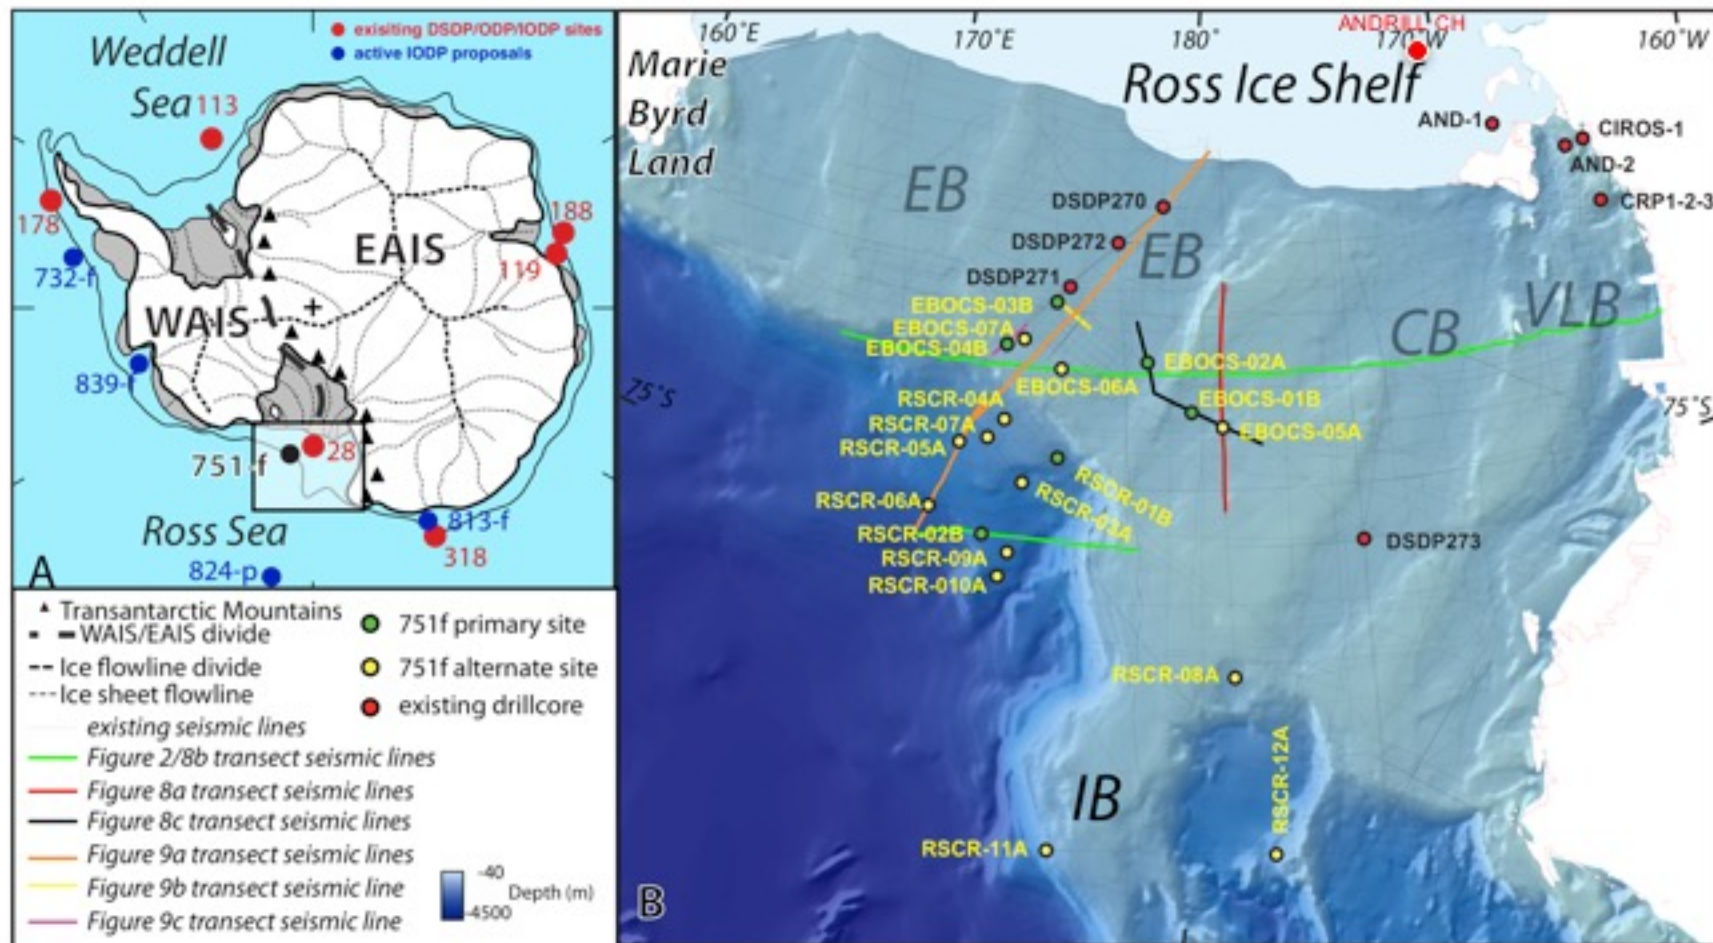 Weddell
Sea
exisiting DSDP/ODP/IODP sites
active IODP proposals
113
178
732-f
188
119
EAIS
WAIS
839-f
751-f
28
Ross Sea
813-f
318
824-p
A
Transantarctic Mountains
WAIS/EAIS divide
Ice flowline divide
Ice sheet flowline
existing seismic lines
Figure 2/8b transect seismic lines
Figure 8a transect seismic lines
Figure 8c transect seismic lines
Figure 9a transect seismic lines
Figure 9b transect seismic line
Figure 9c transect seismic line
751f primary site
751f alternate site
existing drillcore
-40
Depth (m)
-4500
160°E
170°E
180°
170°W
160°W
ANDRILL CH
Marie
Byrd
Land
Ross Ice Shelf
AND-1
CIROS-1
AND-2
CRP1-2-3
EB
DSDP270
DSDP272
EB
DSDP271
EBOCS-03B
EBOCS-07A
EBOCS-04B
CB
VLB
EBOCS-02A
EBOCS-06A
75°S
RSCR-04A
EBOCS-01B
75°S
RSCR-07A
EBOCS-05A
RSCR-05A
RSCR-01B
RSCR-03A
RSCR-06A
RSCR-02B
DSDP273
RSCR-09A
RSCR-010A
RSCR-08A
RSCR-12A
IB
RSCR-11A
B